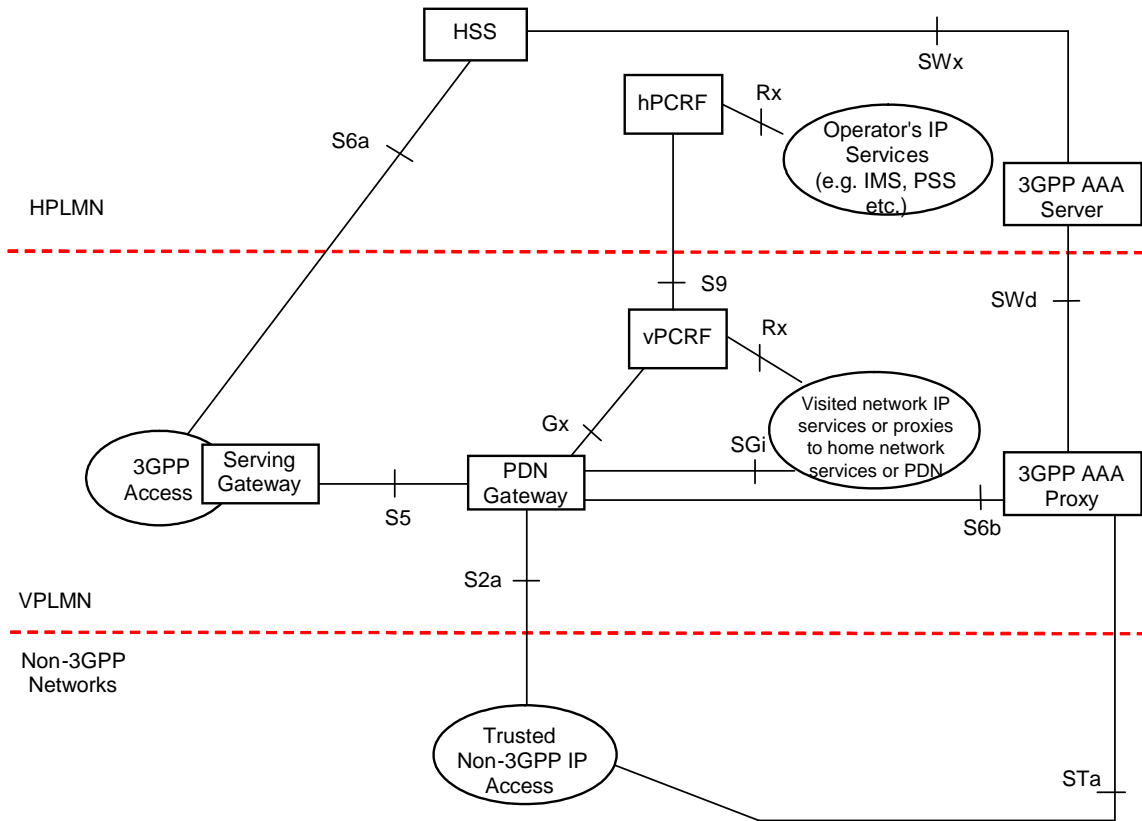 HSS
SWx
hPCRF
Rx
Operator's IP
Services
(e.g. IMS, PSS
etc.)
S6a
3GPP AAA
Server
HPLMN
S9
SWd
vPCRF
Rx
Visited network IP
services or proxies
to home network
services or PDN
Gx
SGi
3GPP
Access
Serving
Gateway
PDN
Gateway
3GPP AAA
Proxy
S5
S6b
S2a
VPLMN
Non-3GPP
Networks
Trusted
Non-3GPP IP
Access
STa